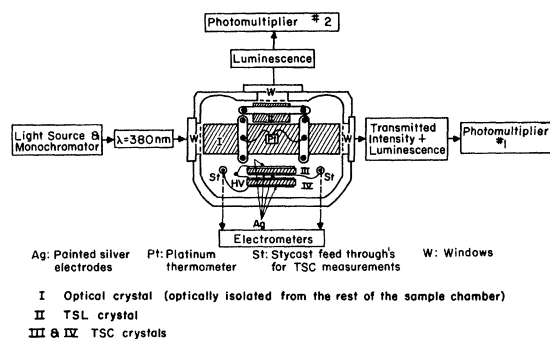 Photomultiplier # 2
Luminescence
W
II
Light Source &
Monochromator
λ=380nm
W
I
Pt
W
Transmitted
Intensity +
Luminescence
Photomultiplier
#1
St
III
St
HV
IV
Ag
Electrometers
Ag: Painted silver
electrodes
Pt: Platinum
thermometer
St: Stycast feed through's
for TSC measurements
W: Windows
I Optical crystal (optically isolated from the rest of the sample chamber)
II TSL crystal
III & IV TSC crystals